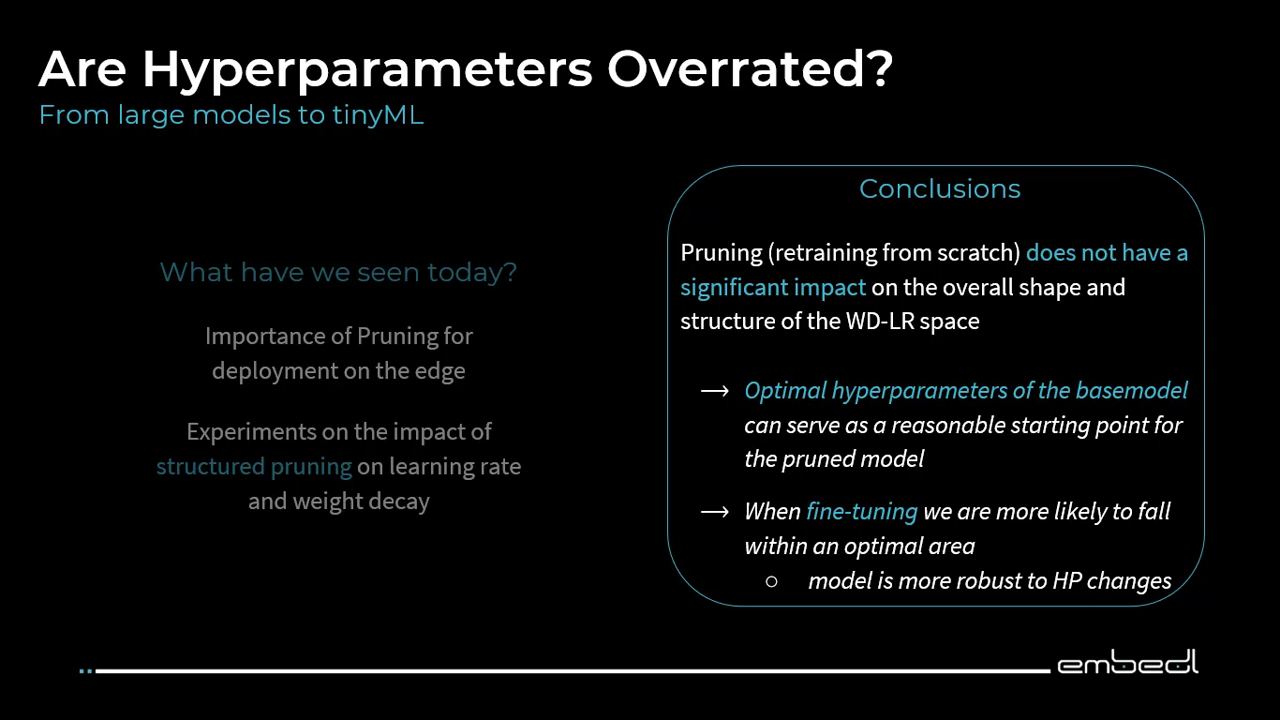 Are Hyperparameters Overrated?
From large models to tinyML
What have we seen today?
Importance of Pruning for
deployment on the edge
Experiments on the impact of
structured pruning on learning rate
and weight decay
Conclusions
Pruning (retraining from scratch) does not have a
significant impact on the overall shape and
structure of the WD-LR space
→ Optimal hyperparameters of the basemodel
can serve as a reasonable starting point for
the pruned model
→ When fine-tuning we are more likely to fall
within an optimal area
○ model is more robust to HP changes
embedl